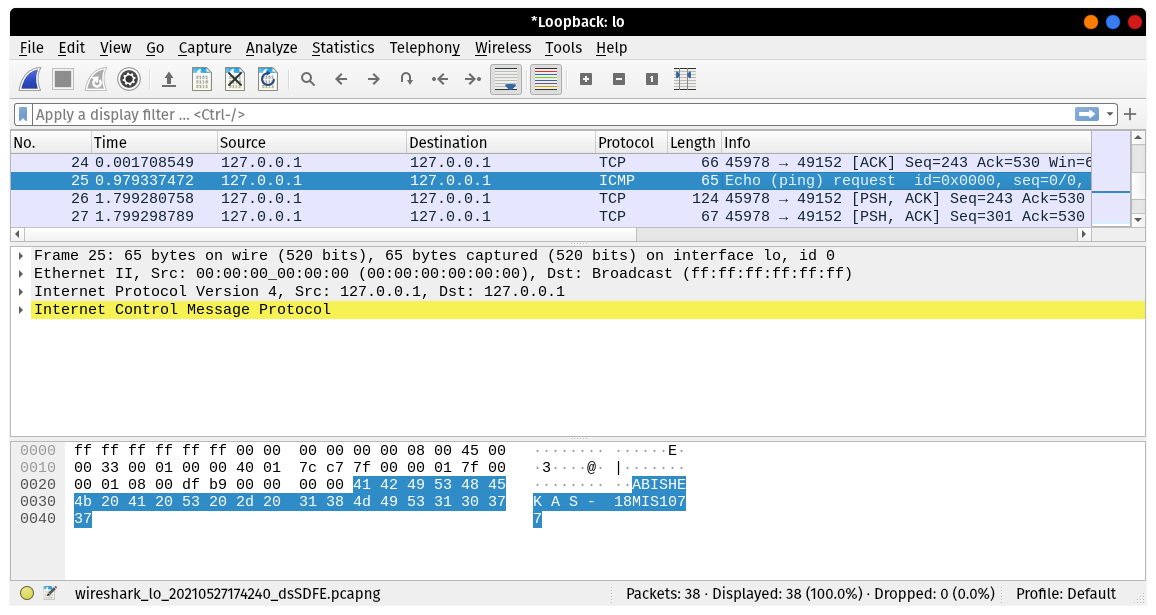 *Loopback: lo
File Edit View Go Capture Analyze Statistics Telephony Wireless Tools Help
Apply a display filter ... <Ctrl-/>
No. Time Source Destination Protocol Length Info
24 0.001708549 127.0.0.1 127.0.0.1 TCP 66 45978 → 49152 [ACK] Seq=243 Ack=530 Win=6
25 0.979337472 127.0.0.1 127.0.0.1 ICMP 65 Echo (ping) request id=0x0000, seq=0/0,
26 1.799280758 127.0.0.1 127.0.0.1 TCP 124 45978 → 49152 [PSH, ACK] Seq=243 Ack=530
27 1.799298789 127.0.0.1 127.0.0.1 TCP 67 45978 → 49152 [PSH, ACK] Seq=301 Ack=530
Frame 25: 65 bytes on wire (520 bits), 65 bytes captured (520 bits) on interface lo, id 0
Ethernet II, Src: 00:00:00_00:00:00 (00:00:00:00:00:00), Dst: Broadcast (ff:ff:ff:ff:ff:ff)
Internet Protocol Version 4, Src: 127.0.0.1, Dst: 127.0.0.1
Internet Control Message Protocol
0000 ff ff ff ff ff ff 00 00 00 00 00 00 08 00 45 00 ········ ······E·
0010 00 33 00 01 00 00 40 01 7c c7 7f 00 00 01 7f 00 ·3····@· |·······
0020 00 01 08 00 df b9 00 00 00 00 41 42 49 53 48 45 ········ ··ABISHE
0030 4b 20 41 20 53 20 2d 20 31 38 4d 49 53 31 30 37 K A S - 18MIS107
0040 37 7
wireshark_lo_20210527174240_dsSDFE.pcapng Packets: 38 · Displayed: 38 (100.0%) · Dropped: 0 (0.0%) Profile: Default